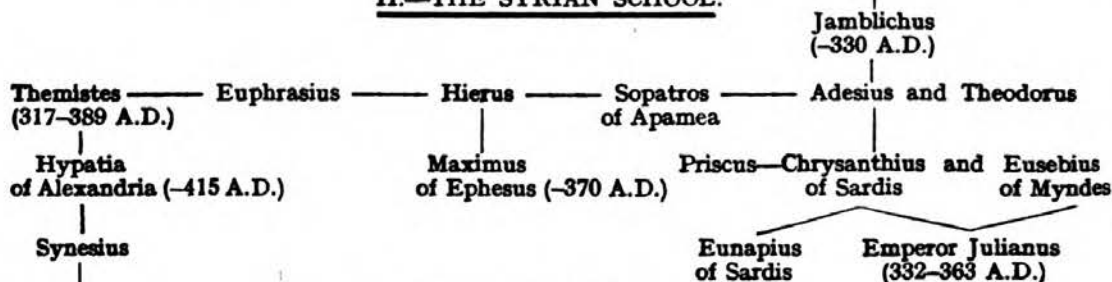 II.—THE SYRIAN SCHOOL.
Jamblichus
(–330 A.D.)
Themistes Euphrasius Hierus Sopatros Adesius and Theodorus
(317–389 A.D.) of Apamea
Hypatia Maximus Priscus—Chrysanthius and Eusebius
of Alexandria (–415 A.D.) of Ephesus (–370 A.D.) of Sardis of Myndes
Synesius Eunapius Emperor Julianus
of Sardis (332–363 A.D.)